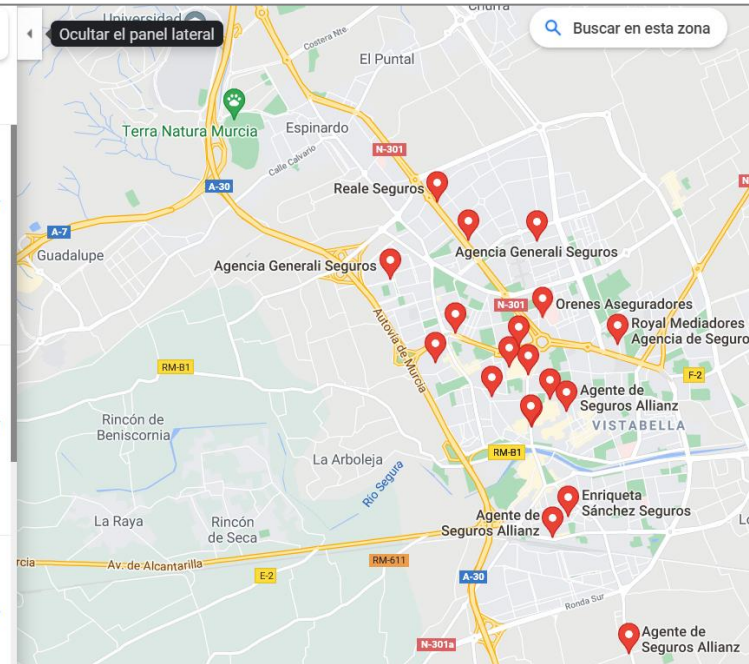 Universidad
Churra
Ocultar el panel lateral
Buscar en esta zona
Costera Nte.
El Puntal
Terra Natura Murcia
Espinardo
Calle Calvario
N-301
A-30
Reale Seguros
A-7
Guadalupe
Agencia Generali Seguros
Agencia Generali Seguros
N-301
Orenes Aseguradores
Royal Mediadores
Agencia de Seguro
Autovía de Murcia
RM-B1
F-2
Agente de
Seguros Allianz
VISTABELLA
Rincón de
Beniscornia
La Arboleja
RM-B1
Río Segura
Enriqueta
Sánchez Seguros
La Raya
Rincón
de Seca
Agente de
Seguros Allianz
rcia
Av. de Alcantarilla
RM-611
E-2
A-30
Ronda Sur
N-301a
Agente de
Seguros Allianz